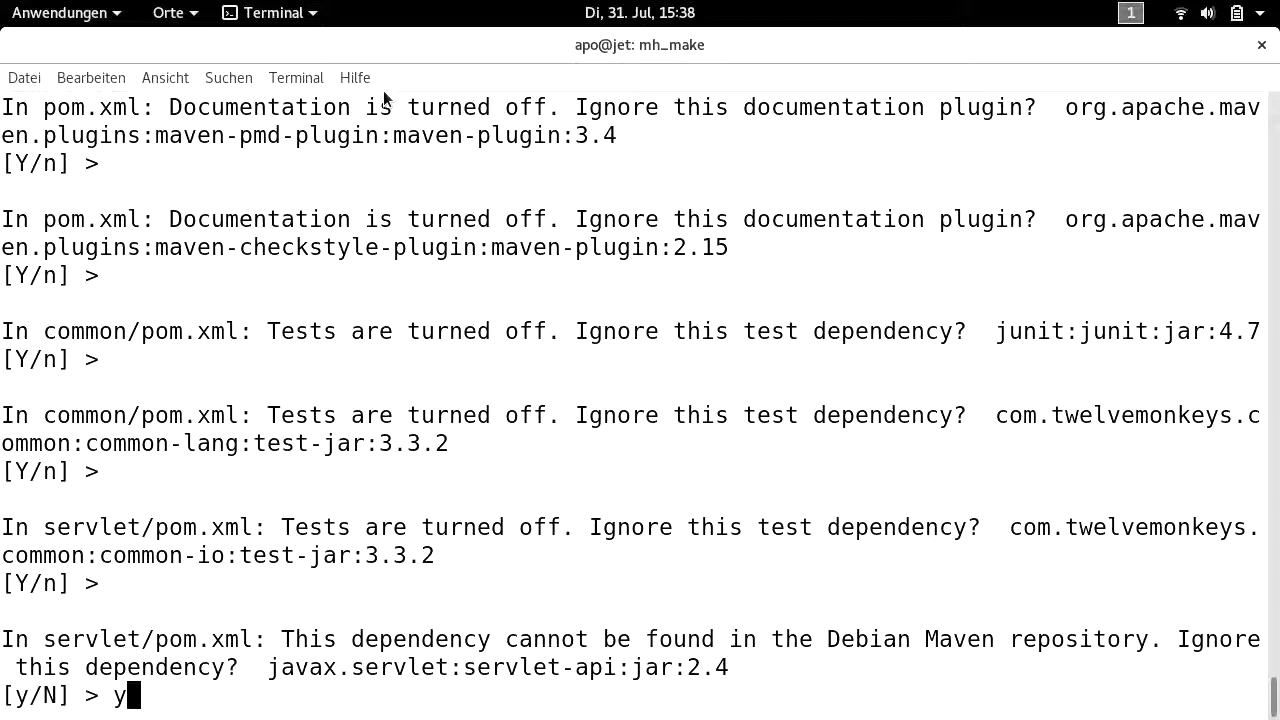 Anwendungen Orte Terminal Di, 31. Jul, 15:38 1
apo@jet: mh_make ×
Datei Bearbeiten Ansicht Suchen Terminal Hilfe
In pom.xml: Documentation is turned off. Ignore this documentation plugin?  org.apache.mav
en.plugins:maven-pmd-plugin:maven-plugin:3.4
[Y/n] >
In pom.xml: Documentation is turned off. Ignore this documentation plugin?  org.apache.mav
en.plugins:maven-checkstyle-plugin:maven-plugin:2.15
[Y/n] >
In common/pom.xml: Tests are turned off. Ignore this test dependency?  junit:junit:jar:4.7
[Y/n] >
In common/pom.xml: Tests are turned off. Ignore this test dependency?  com.twelvemonkeys.c
ommon:common-lang:test-jar:3.3.2
[Y/n] >
In servlet/pom.xml: Tests are turned off. Ignore this test dependency?  com.twelvemonkeys.
common:common-io:test-jar:3.3.2
[Y/n] >
In servlet/pom.xml: This dependency cannot be found in the Debian Maven repository. Ignore
 this dependency?  javax.servlet:servlet-api:jar:2.4
[y/N] > y